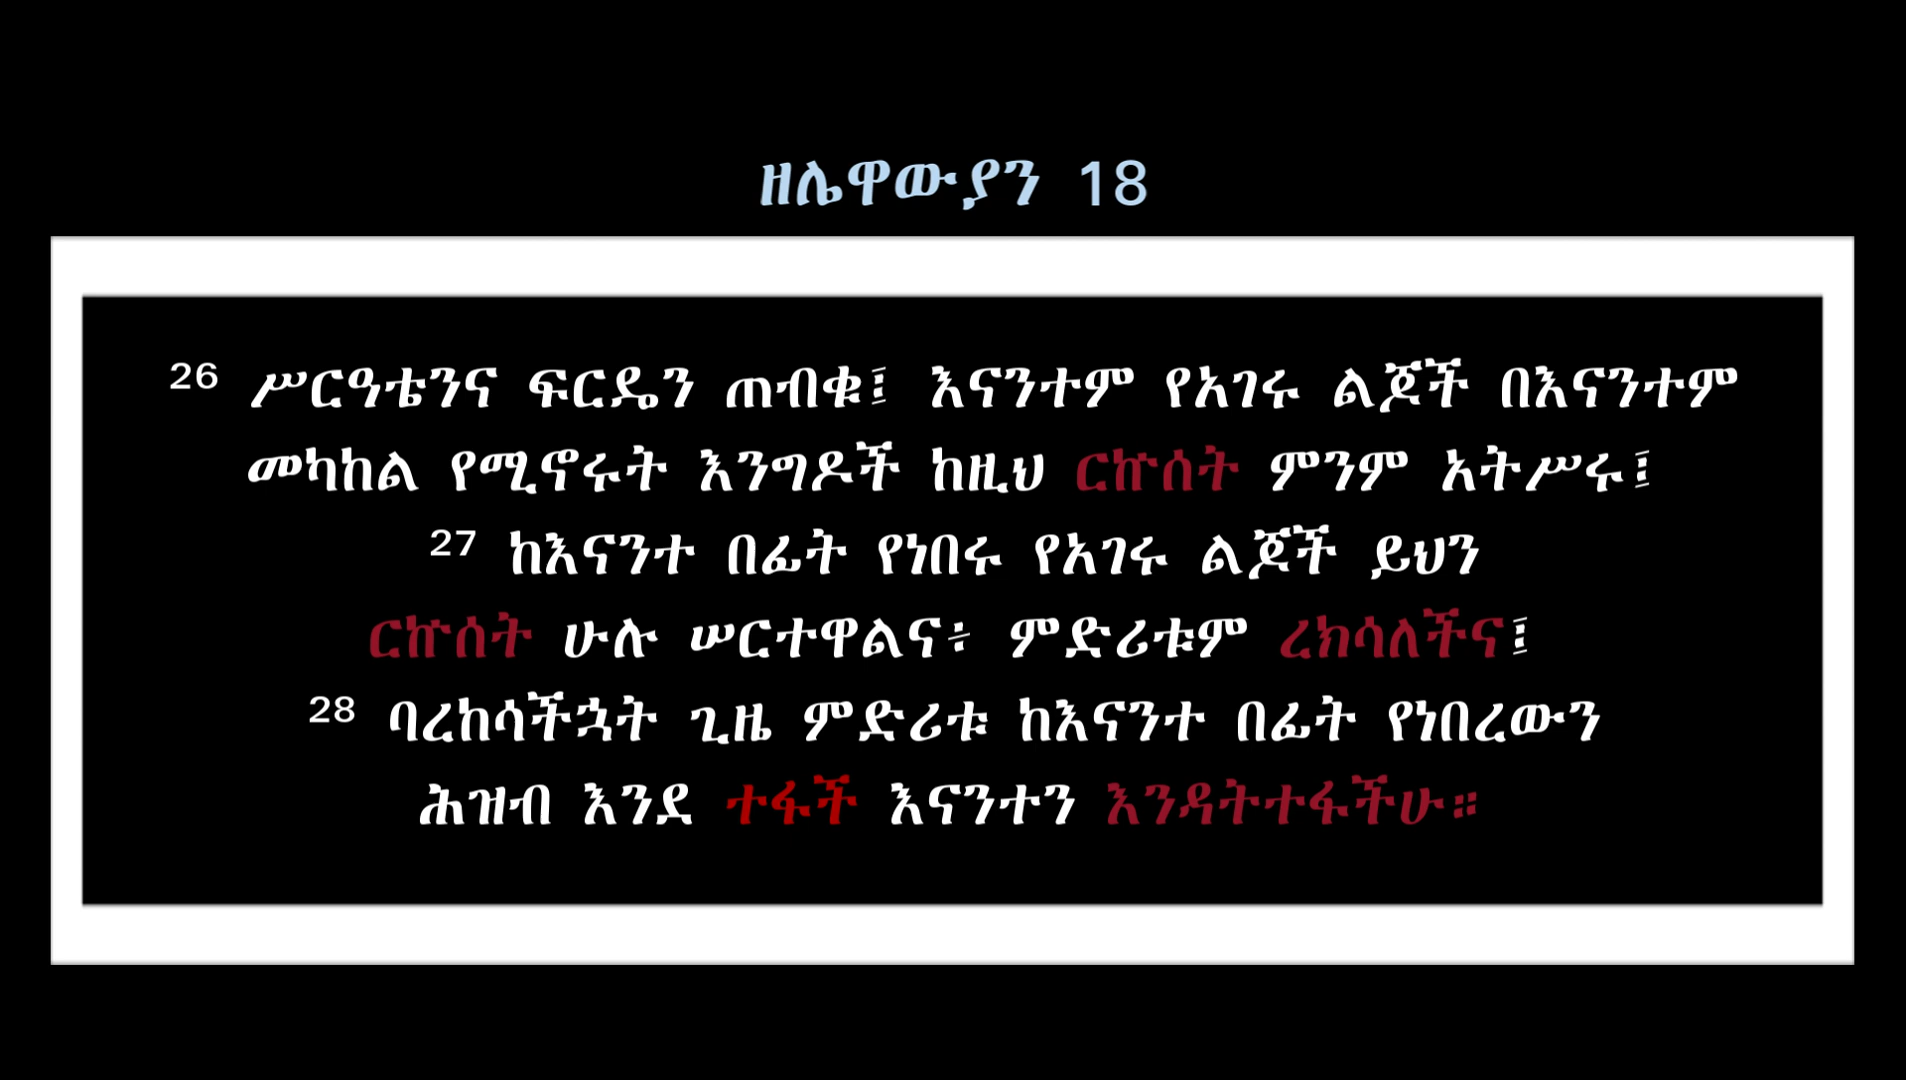 ዘሌዋውያን 18
26 ሥርዓቴንና ፍርዴን ጠብቁ፤ እናንተም የአገሩ ልጆች በእናንተም
መካከል የሚኖሩት እንግዶች ከዚህ ርኵሰት ምንም አትሥሩ፤
27 ከእናንተ በፊት የነበሩ የአገሩ ልጆች ይህን
ርኵሰት ሁሉ ሠርተዋልና፥ ምድሪቱም ረክሳለችና፤
28 ባረከሳችኋት ጊዜ ምድሪቱ ከእናንተ በፊት የነበረውን
ሕዝብ እንደ ተፋች እናንተን እንዳትተፋችሁ።